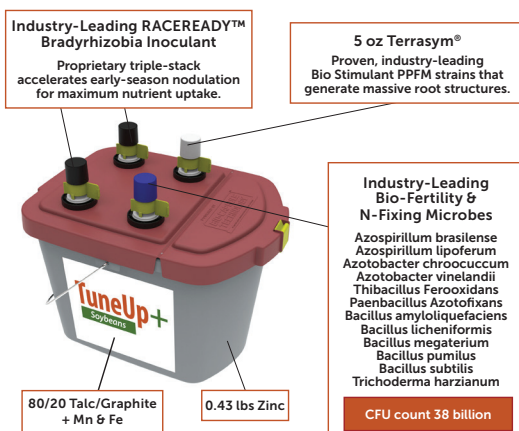 Industry-Leading RACEREADY™
Bradyrhizobia Inoculant
Proprietary triple-stack
accelerates early-season nodulation
for maximum nutrient uptake.
5 oz Terrasym®
Proven, industry-leading
Bio Stimulant PPFM strains that
generate massive root structures.
Industry-Leading
Bio-Fertility &
N-Fixing Microbes
Azospirillum brasilense
Azospirillum lipoferum
Azotobacter chroocuccum
Azotobacter vinelandii
Thibacillus Ferooxidans
Paenbacillus Azotofixans
Bacillus amyloliquefaciens
Bacillus licheniformis
Bacillus megaterium
Bacillus pumilus
Bacillus subtilis
Trichoderma harzianum
CFU count 38 billion
TuneUp+
Soybeans
80/20 Talc/Graphite
+ Mn & Fe
0.43 lbs Zinc